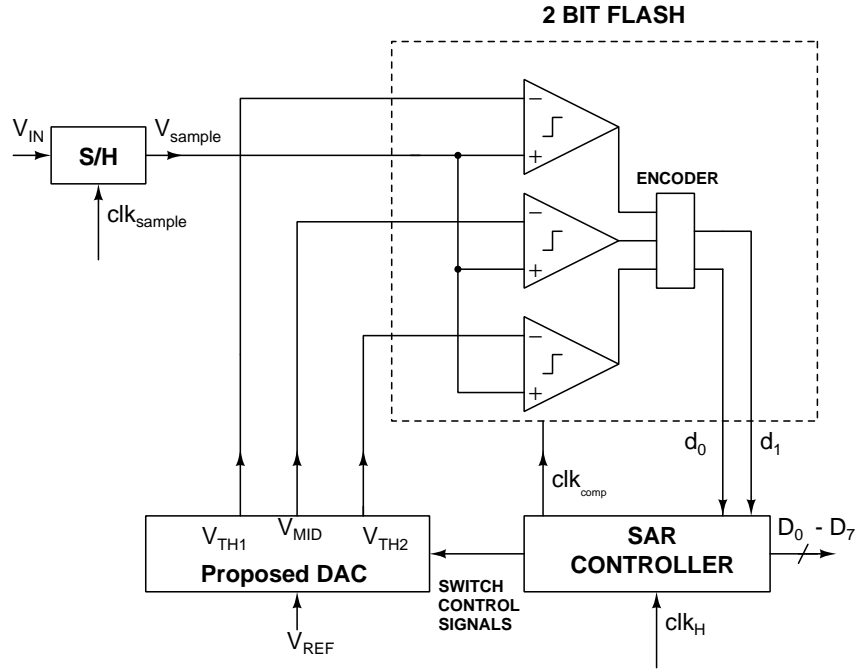 2 BIT FLASH
V_IN
S/H
V_sample
clk_sample
−
+
−
+
−
+
ENCODER
d_0
d_1
clk_comp
V_TH1
V_MID
V_TH2
Proposed DAC
V_REF
SWITCH
CONTROL
SIGNALS
SAR
CONTROLLER
D_0 - D_7
clk_H